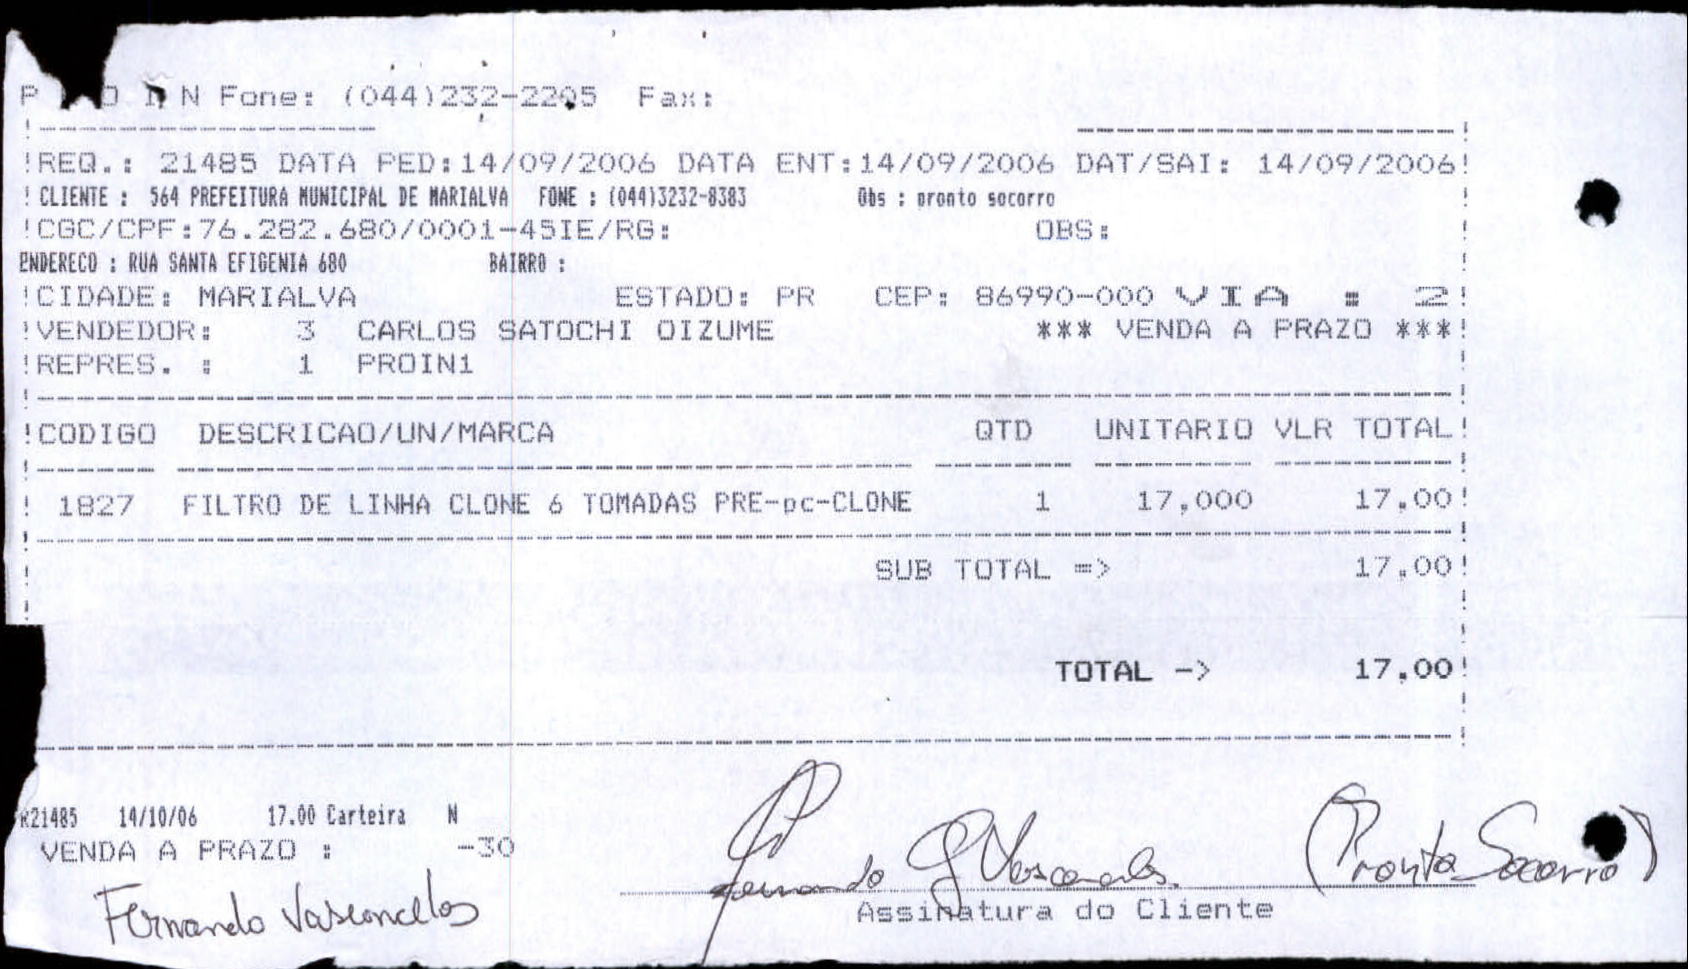 N Fone: (044)232-2205 Fax:
!REQ.: 21485 DATA PED:14/09/2006 DATA ENT:14/09/2006 DAT/SAI: 14/09/2006!
!CLIENTE : 564 PREFEITURA MUNICIPAL DE MARIALVA FONE : (044)3232-8383 Obs : pronto socorro
!CGC/CPF:76.282.680/0001-45IE/RG: OBS: !
ENDERECO : RUA SANTA EFIGENIA 680 BAIRRO :
!CIDADE: MARIALVA ESTADO: PR CEP: 86990-000 VIA : 2!
!VENDEDOR: 3 CARLOS SATOCHI OIZUME *** VENDA A PRAZO ***!
!REPRES. : 1 PROIN1
!CODIGO DESCRICAO/UN/MARCA QTD UNITARIO VLR TOTAL!
! 1827 FILTRO DE LINHA CLONE 6 TOMADAS PRE-pc-CLONE 1 17,000 17.00!
SUB TOTAL => 17.00!
TOTAL -> 17.00!
R21485 14/10/06 17.00 Carteira N
VENDA A PRAZO : -30
Fernando G Vasconcelos (Pronto Socorro)
Assinatura do Cliente
Fernando Vasconcelos